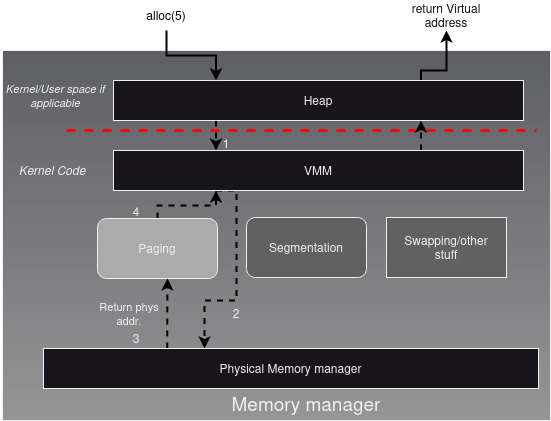 alloc(5)
return Virtual
address
Kernel/User space if
applicable
Heap
1
Kernel Code
VMM
4
Paging
Segmentation
Swapping/other
stuff
Return phys
addr.
2
3
Physical Memory manager
Memory manager